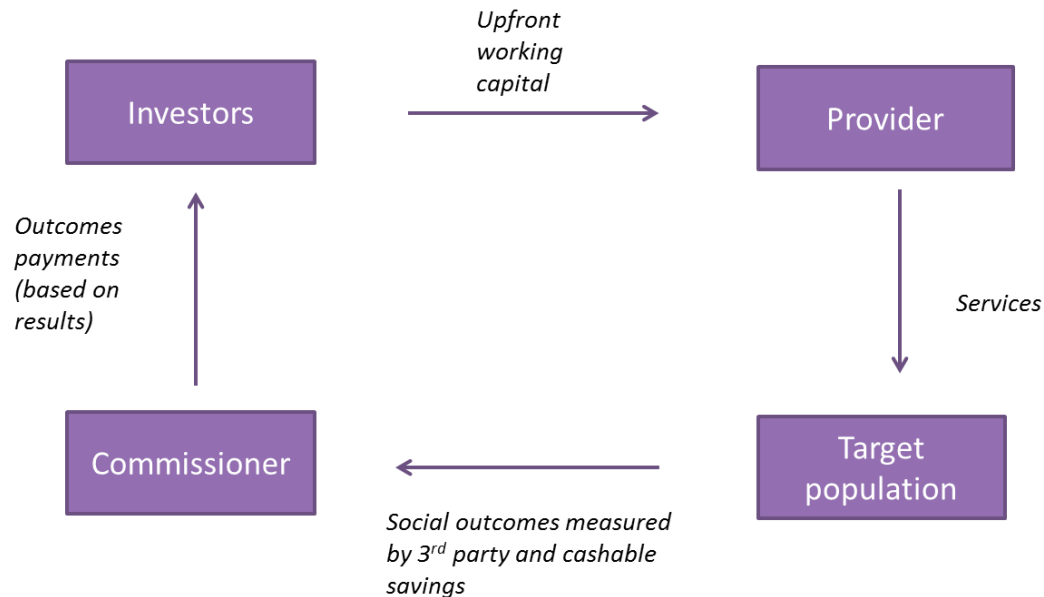 Upfront
working
capital
Investors
Provider
Outcomes
payments
(based on
results)
Services
Commissioner
Target
population
Social outcomes measured
by 3rd party and cashable
savings